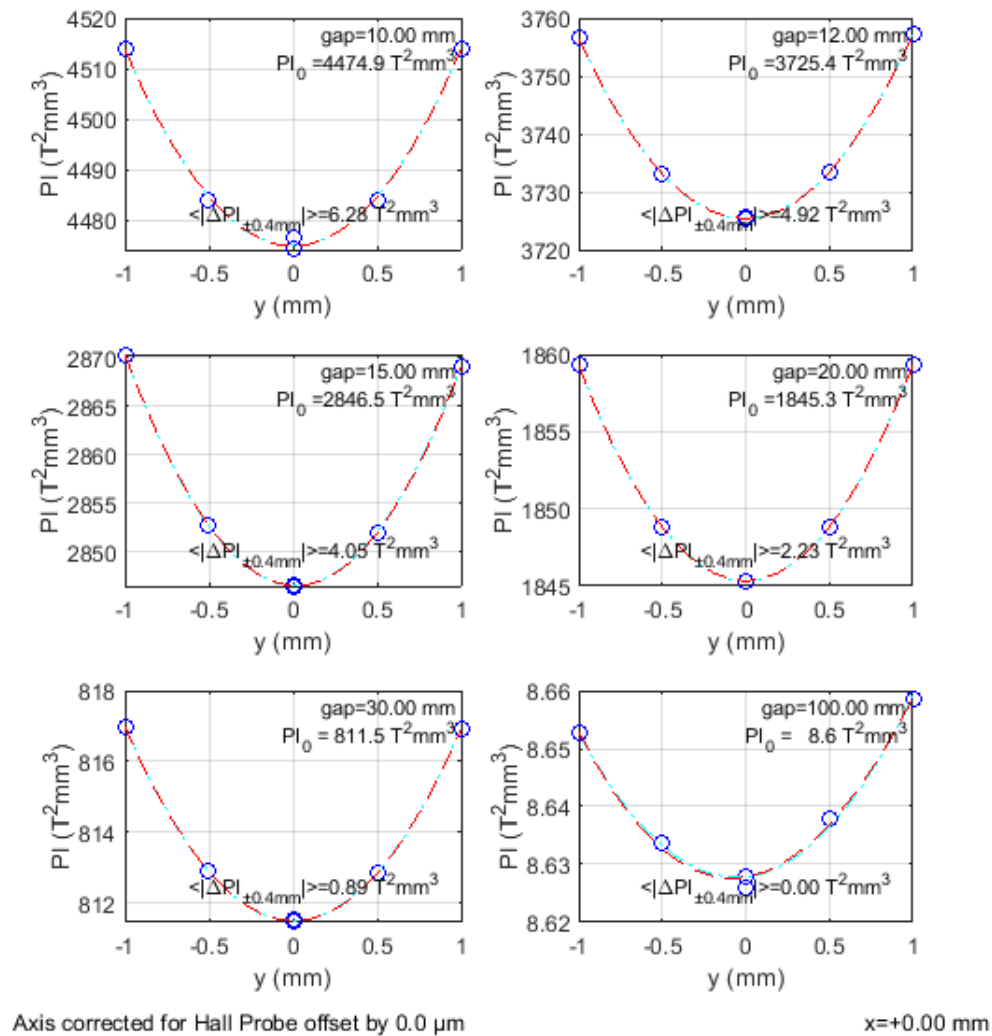 4520
4510
4500
4490
4480
PI (T²mm³)
gap=10.00 mm
PI₀ =4474.9 T²mm³
<|ΔPI±0.4mm|>=6.28 T²mm³
-1 -0.5 0 0.5 1
y (mm)
3760
3750
3740
3730
3720
PI (T²mm³)
gap=12.00 mm
PI₀ =3725.4 T²mm³
<|ΔPI±0.4mm|>=4.92 T²mm³
-1 -0.5 0 0.5 1
y (mm)
2870
2865
2860
2855
2850
PI (T²mm³)
gap=15.00 mm
PI₀ =2846.5 T²mm³
<|ΔPI±0.4mm|>=4.05 T²mm³
-1 -0.5 0 0.5 1
y (mm)
1860
1855
1850
1845
PI (T²mm³)
gap=20.00 mm
PI₀ =1845.3 T²mm³
<|ΔPI±0.4mm|>=2.23 T²mm³
-1 -0.5 0 0.5 1
y (mm)
818
816
814
812
PI (T²mm³)
gap=30.00 mm
PI₀ = 811.5 T²mm³
<|ΔPI±0.4mm|>=0.89 T²mm³
-1 -0.5 0 0.5 1
y (mm)
8.66
8.65
8.64
8.63
8.62
PI (T²mm³)
gap=100.00 mm
PI₀ = 8.6 T²mm³
<|ΔPI±0.4mm|>=0.00 T²mm³
-1 -0.5 0 0.5 1
y (mm)
Axis corrected for Hall Probe offset by 0.0 µm
x=+0.00 mm